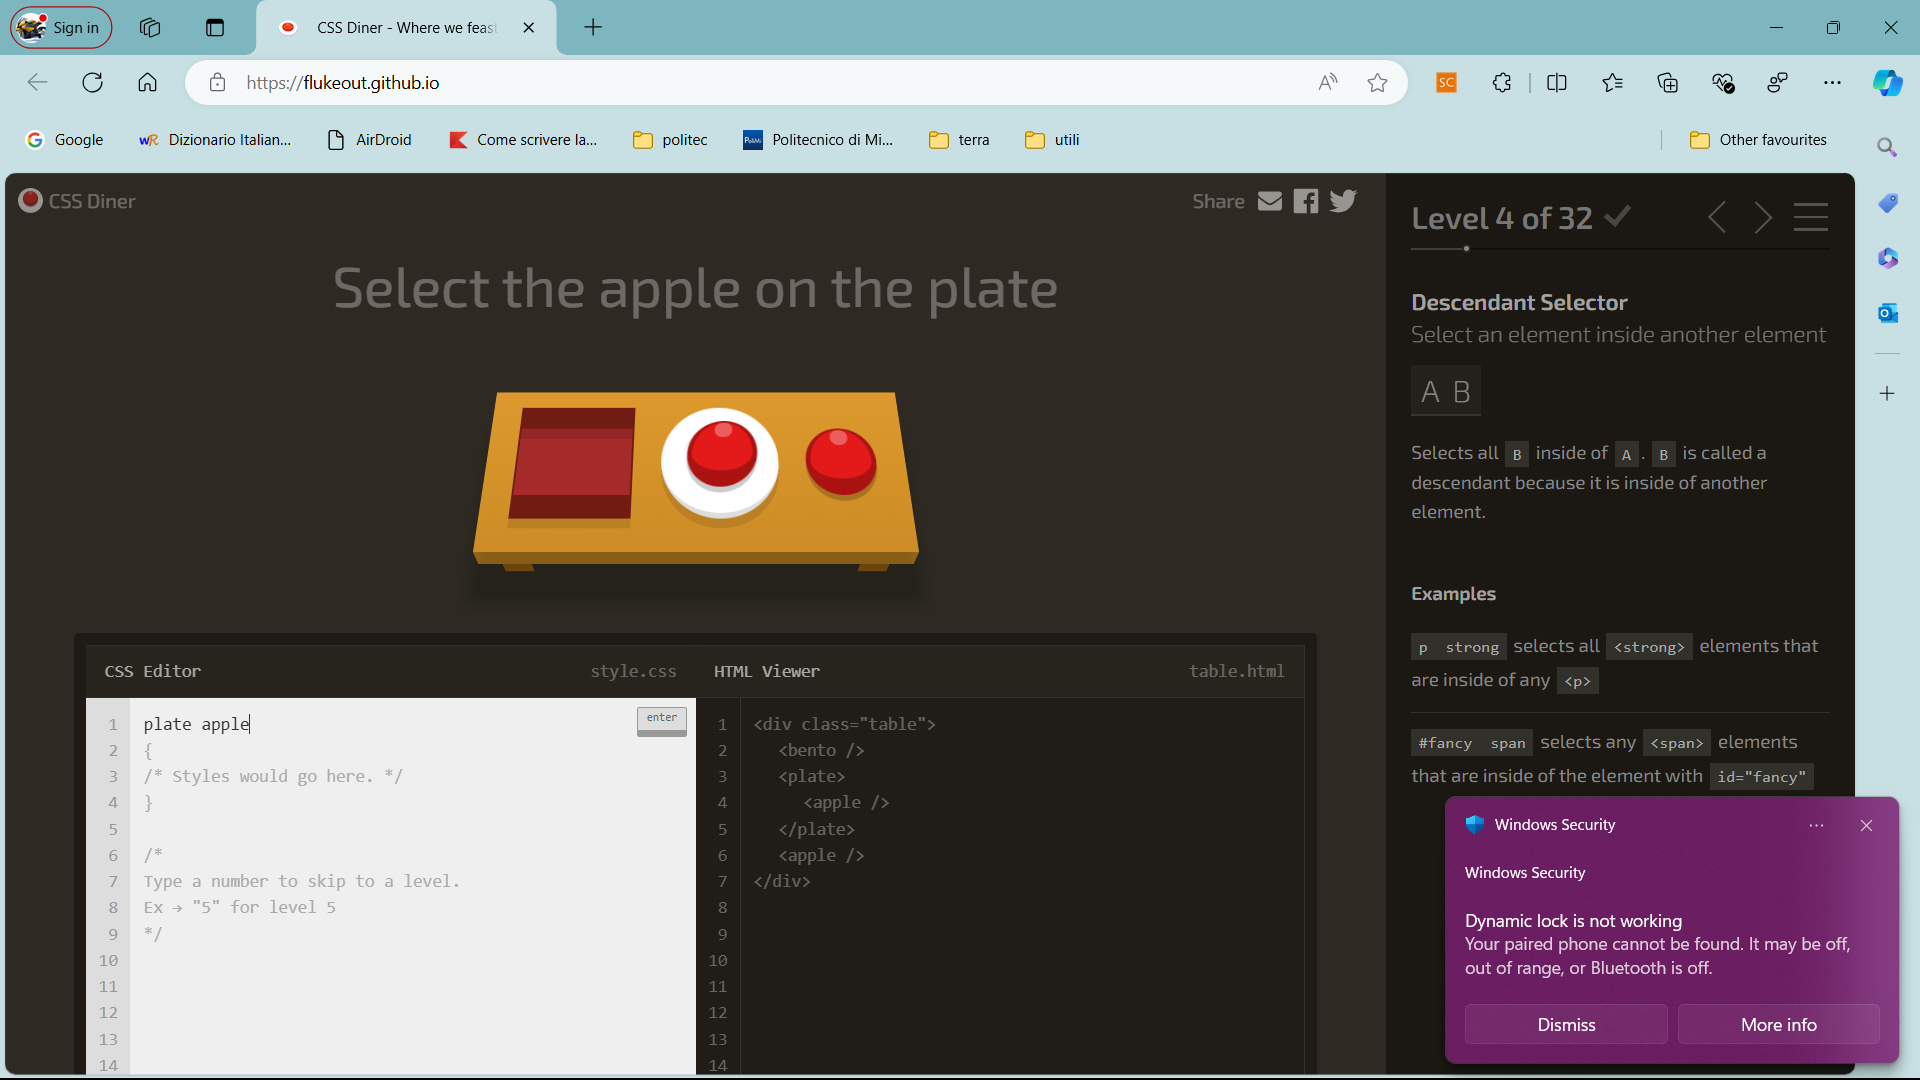 Sign in
CSS Diner - Where we feast
https://flukeout.github.io
SC
Google
WR Dizionario Italian...
AirDroid
Come scrivere la...
politec
Politecnico di Mi...
terra
utili
Other favourites
CSS Diner
Share
Select the apple on the plate
CSS Editor
style.css
1 plate apple
2 {
3 /* Styles would go here. */
4 }
5
6 /*
7 Type a number to skip to a level.
8 Ex → "5" for level 5
9 */
10
11
12
13
14
enter
HTML Viewer
table.html
1 <div class="table">
2 <bento />
3 <plate>
4 <apple />
5 </plate>
6 <apple />
7 </div>
8
9
10
11
12
13
14
Level 4 of 32
Descendant Selector
Select an element inside another element
A B
Selects all B inside of A . B is called a
descendant because it is inside of another
element.
Examples
p strong selects all <strong> elements that
are inside of any <p>
#fancy span selects any <span> elements
that are inside of the element with id="fancy"
Windows Security
Windows Security
Dynamic lock is not working
Your paired phone cannot be found. It may be off,
out of range, or Bluetooth is off.
Dismiss
More info